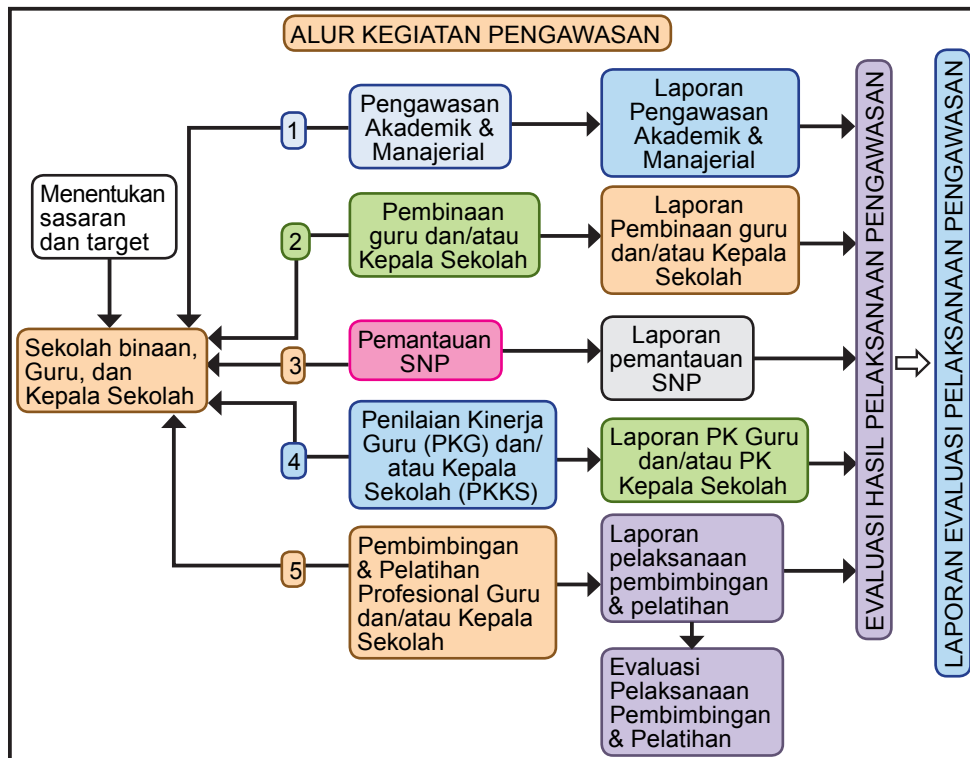 ALUR KEGIATAN PENGAWASAN
Menentukan
sasaran
dan target
Sekolah binaan,
Guru, dan
Kepala Sekolah
1
Pengawasan
Akademik &
Manajerial
Laporan
Pengawasan
Akademik &
Manajerial
2
Pembinaan
guru dan/atau
Kepala Sekolah
Laporan
Pembinaan guru
dan/atau Kepala
Sekolah
3
Pemantauan
SNP
Laporan
pemantauan
SNP
4
Penilaian Kinerja
Guru (PKG) dan/
atau Kepala
Sekolah (PKKS)
Laporan PK Guru
dan/atau PK
Kepala Sekolah
5
Pembimbingan
& Pelatihan
Profesional Guru
dan/atau Kepala
Sekolah
Laporan
pelaksanaan
pembimbingan
& pelatihan
Evaluasi
Pelaksanaan
Pembimbingan
& Pelatihan
EVALUASI HASIL PELAKSANAAN PENGAWASAN
LAPORAN EVALUASI PELAKSANAAN PENGAWASAN